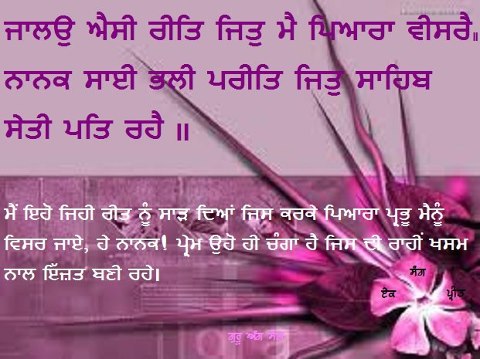 ਜਾਲਉ ਐਸੀ ਰੀਤਿ ਜਿਤੁ ਮੈ ਪਿਆਰਾ ਵੀਸਰੈ॥
ਨਾਨਕ ਸਾਈ ਭਲੀ ਪਰੀਤਿ ਜਿਤੁ ਸਾਹਿਬ
ਸੇਤੀ ਪਤਿ ਰਹੈ ॥
ਮੈਂ ਇਹੋ ਜਿਹੀ ਰੀਤ ਨੂੰ ਸਾੜ ਦਿਆਂ ਜਿਸ ਕਰਕੇ ਪਿਆਰਾ ਪ੍ਰਭੂ ਮੈਨੂੰ
ਵਿਸਰ ਜਾਏ, ਹੇ ਨਾਨਕ! ਪ੍ਰੇਮ ਉਹੋ ਹੀ ਚੰਗਾਂ ਹੈ ਜਿਸ ਦੀ ਰਾਹੀਂ ਖਸਮ
ਨਾਲ ਇੱਜ਼ਤ ਬਣੀ ਰਹੇ।
ਸੰਗ
ਏਕ
ਗੁਰੂ ਅੰਗ ਸੰਗ